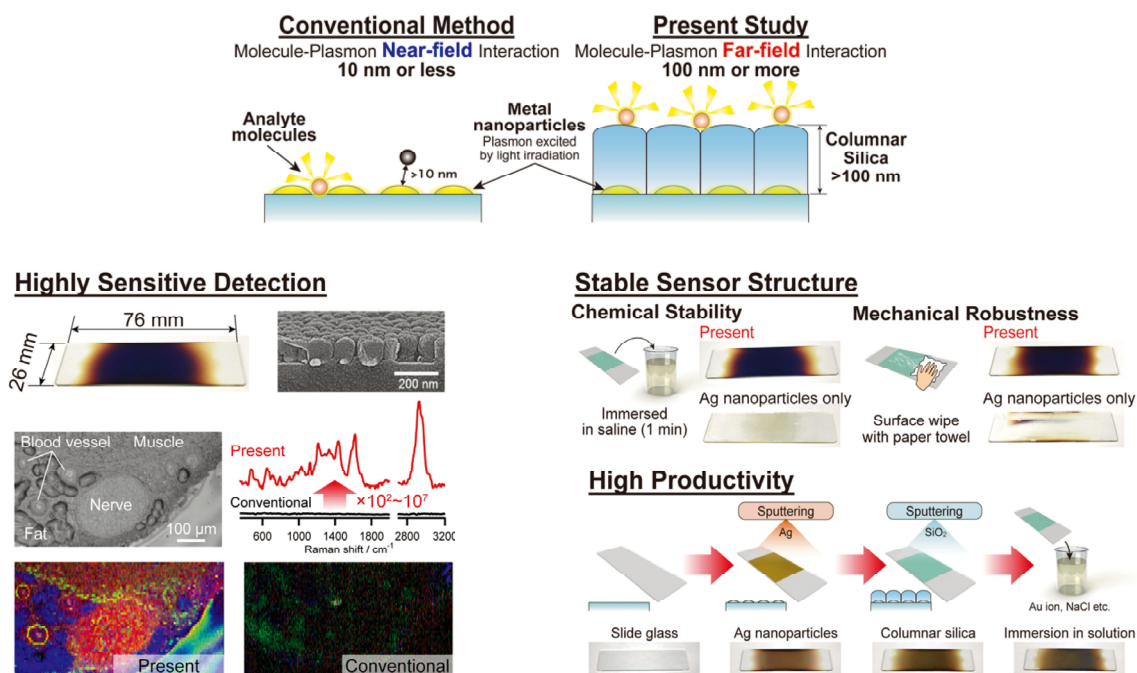 Conventional Method
Molecule-Plasmon Near-field Interaction
10 nm or less
Present Study
Molecule-Plasmon Far-field Interaction
100 nm or more
Analyte
molecules
>10 nm
Metal
nanoparticles
Plasmon excited
by light irradiation
Columnar
Silica
>100 nm
Highly Sensitive Detection
76 mm
26 mm
200 nm
Blood vessel
Muscle
Nerve
Fat
100 μm
Present
Conventional
×10²~10⁷
600 1000 1400 1800 2800 3200
Raman shift / cm⁻¹
Present
Conventional
Stable Sensor Structure
Chemical Stability
Present
Immersed
in saline (1 min)
Ag nanoparticles only
Mechanical Robustness
Present
Surface wipe
with paper towel
Ag nanoparticles only
High Productivity
Sputtering
Ag
Sputtering
SiO₂
Au ion, NaCl etc.
Slide glass
Ag nanoparticles
Columnar silica
Immersion in solution